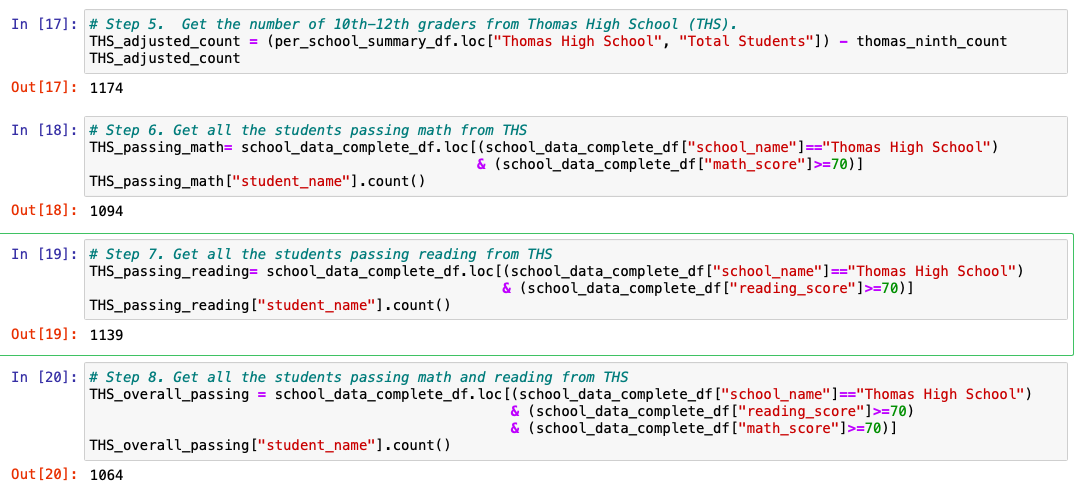 In [17]: # Step 5.  Get the number of 10th–12th graders from Thomas High School (THS).
THS_adjusted_count = (per_school_summary_df.loc["Thomas High School", "Total Students"]) - thomas_ninth_count
THS_adjusted_count
Out[17]: 1174
In [18]: # Step 6. Get all the students passing math from THS
THS_passing_math= school_data_complete_df.loc[(school_data_complete_df["school_name"]=="Thomas High School")
& (school_data_complete_df["math_score"]>=70)]
THS_passing_math["student_name"].count()
Out[18]: 1094
In [19]: # Step 7. Get all the students passing reading from THS
THS_passing_reading= school_data_complete_df.loc[(school_data_complete_df["school_name"]=="Thomas High School")
& (school_data_complete_df["reading_score"]>=70)]
THS_passing_reading["student_name"].count()
Out[19]: 1139
In [20]: # Step 8. Get all the students passing math and reading from THS
THS_overall_passing = school_data_complete_df.loc[(school_data_complete_df["school_name"]=="Thomas High School")
& (school_data_complete_df["reading_score"]>=70)
& (school_data_complete_df["math_score"]>=70)]
THS_overall_passing["student_name"].count()
Out[20]: 1064